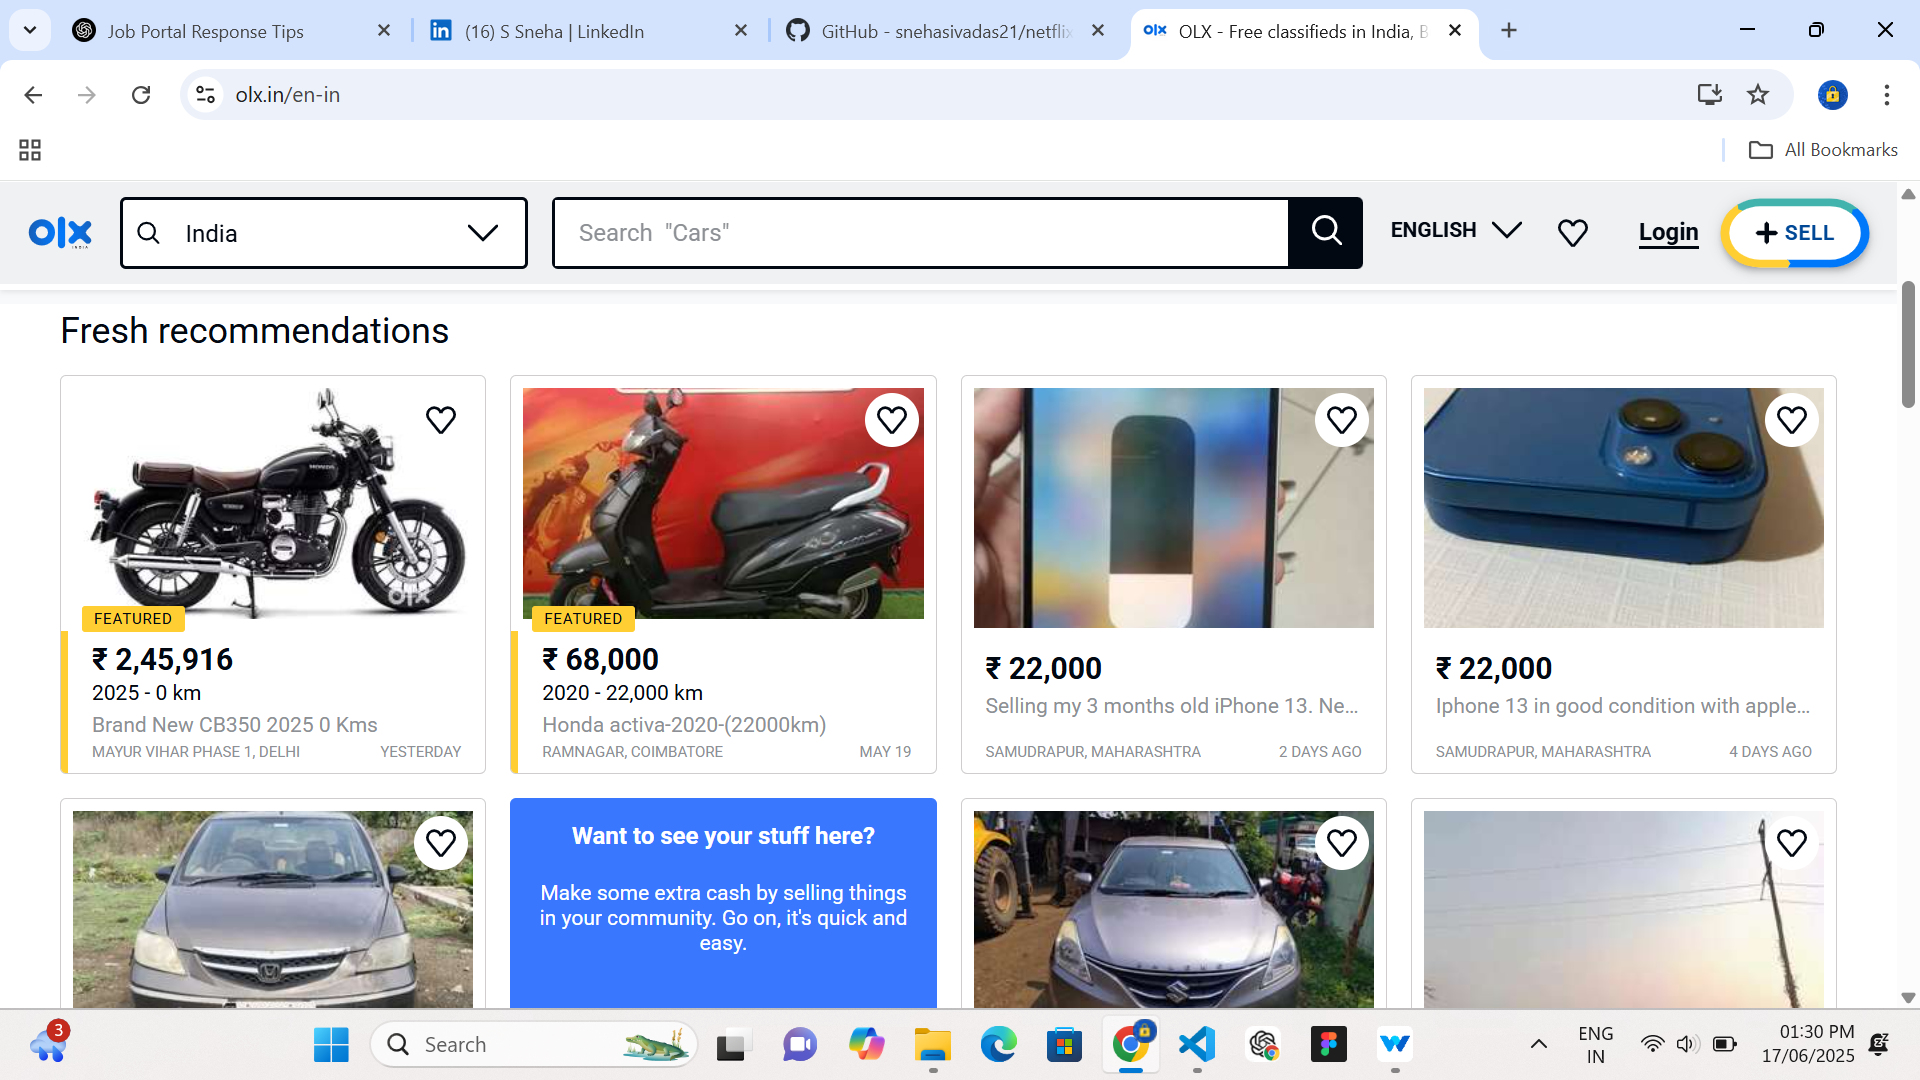 Job Portal Response Tips
(16) S Sneha | LinkedIn
GitHub - snehasivadas21/netflix
OLX - Free classifieds in India, B
olx.in/en-in
All Bookmarks
olx
INDIA
India
Search "Cars"
ENGLISH
Login
SELL
Fresh recommendations
HONDA
OLX
FEATURED
₹ 2,45,916
2025 - 0 km
Brand New CB350 2025 0 Kms
MAYUR VIHAR PHASE 1, DELHI
YESTERDAY
FEATURED
₹ 68,000
2020 - 22,000 km
Honda activa-2020-(22000km)
RAMNAGAR, COIMBATORE
MAY 19
₹ 22,000
Selling my 3 months old iPhone 13. Ne...
SAMUDRAPUR, MAHARASHTRA
2 DAYS AGO
₹ 22,000
Iphone 13 in good condition with apple...
SAMUDRAPUR, MAHARASHTRA
4 DAYS AGO
Want to see your stuff here?
Make some extra cash by selling things
in your community. Go on, it's quick and
easy.
3
Search
ENG
IN
01:30 PM
17/06/2025